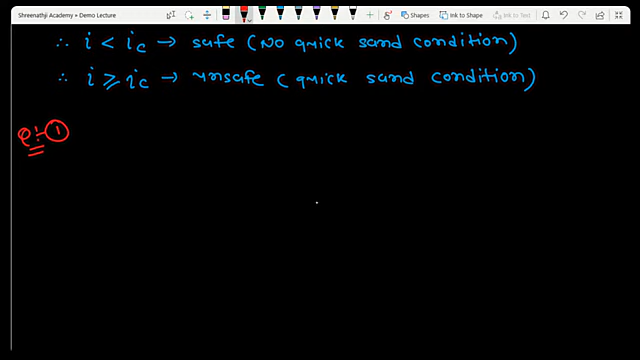 Shreenathji Academy » Demo Lecture
Shapes
Ink to Shape
Ink to Text
Share
∴ i < ic → safe (No quick sand condition)
∴ i ≥ ic → unsafe (quick sand condition)
Q:- 1